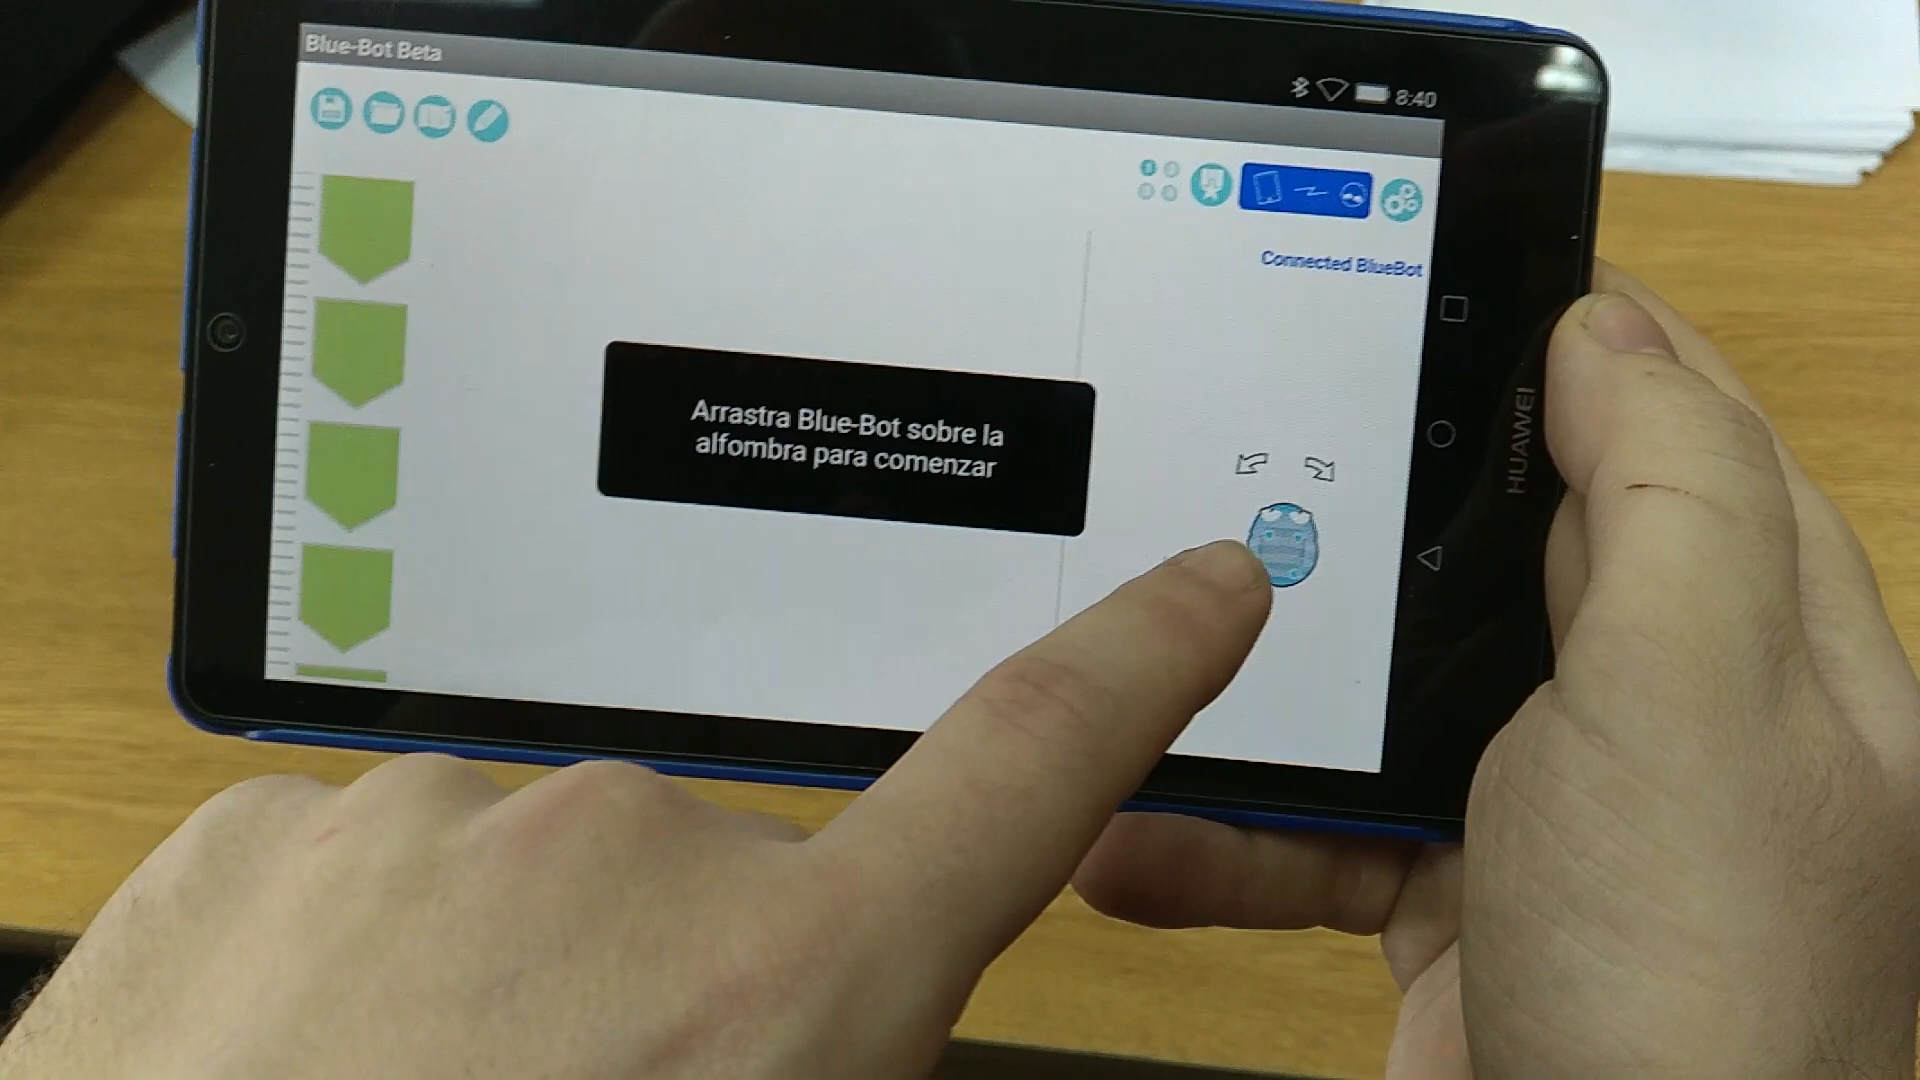 Blue-Bot Beta
8:40
Connected BlueBot
Arrastra Blue-Bot sobre la
alfombra para comenzar
HUAWEI